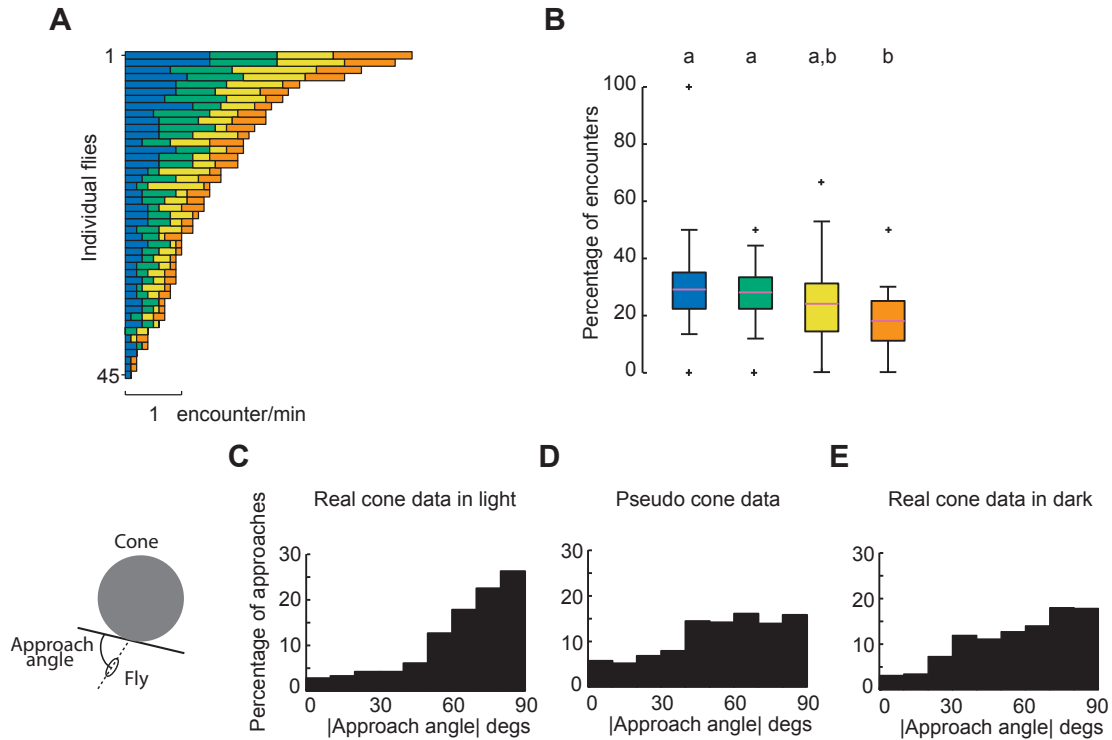 A
1
Individual flies
45
1 encounter/min
B
a a a,b b
Percentage of encounters
100
80
60
40
20
0
Cone
Approach
angle
Fly
C
Real cone data in light
Percentage of approaches
30
20
10
0
0 30 60 90
|Approach angle| degs
D
Pseudo cone data
30
20
10
0
0 30 60 90
|Approach angle| degs
E
Real cone data in dark
30
20
10
0
0 30 60 90
|Approach angle| degs